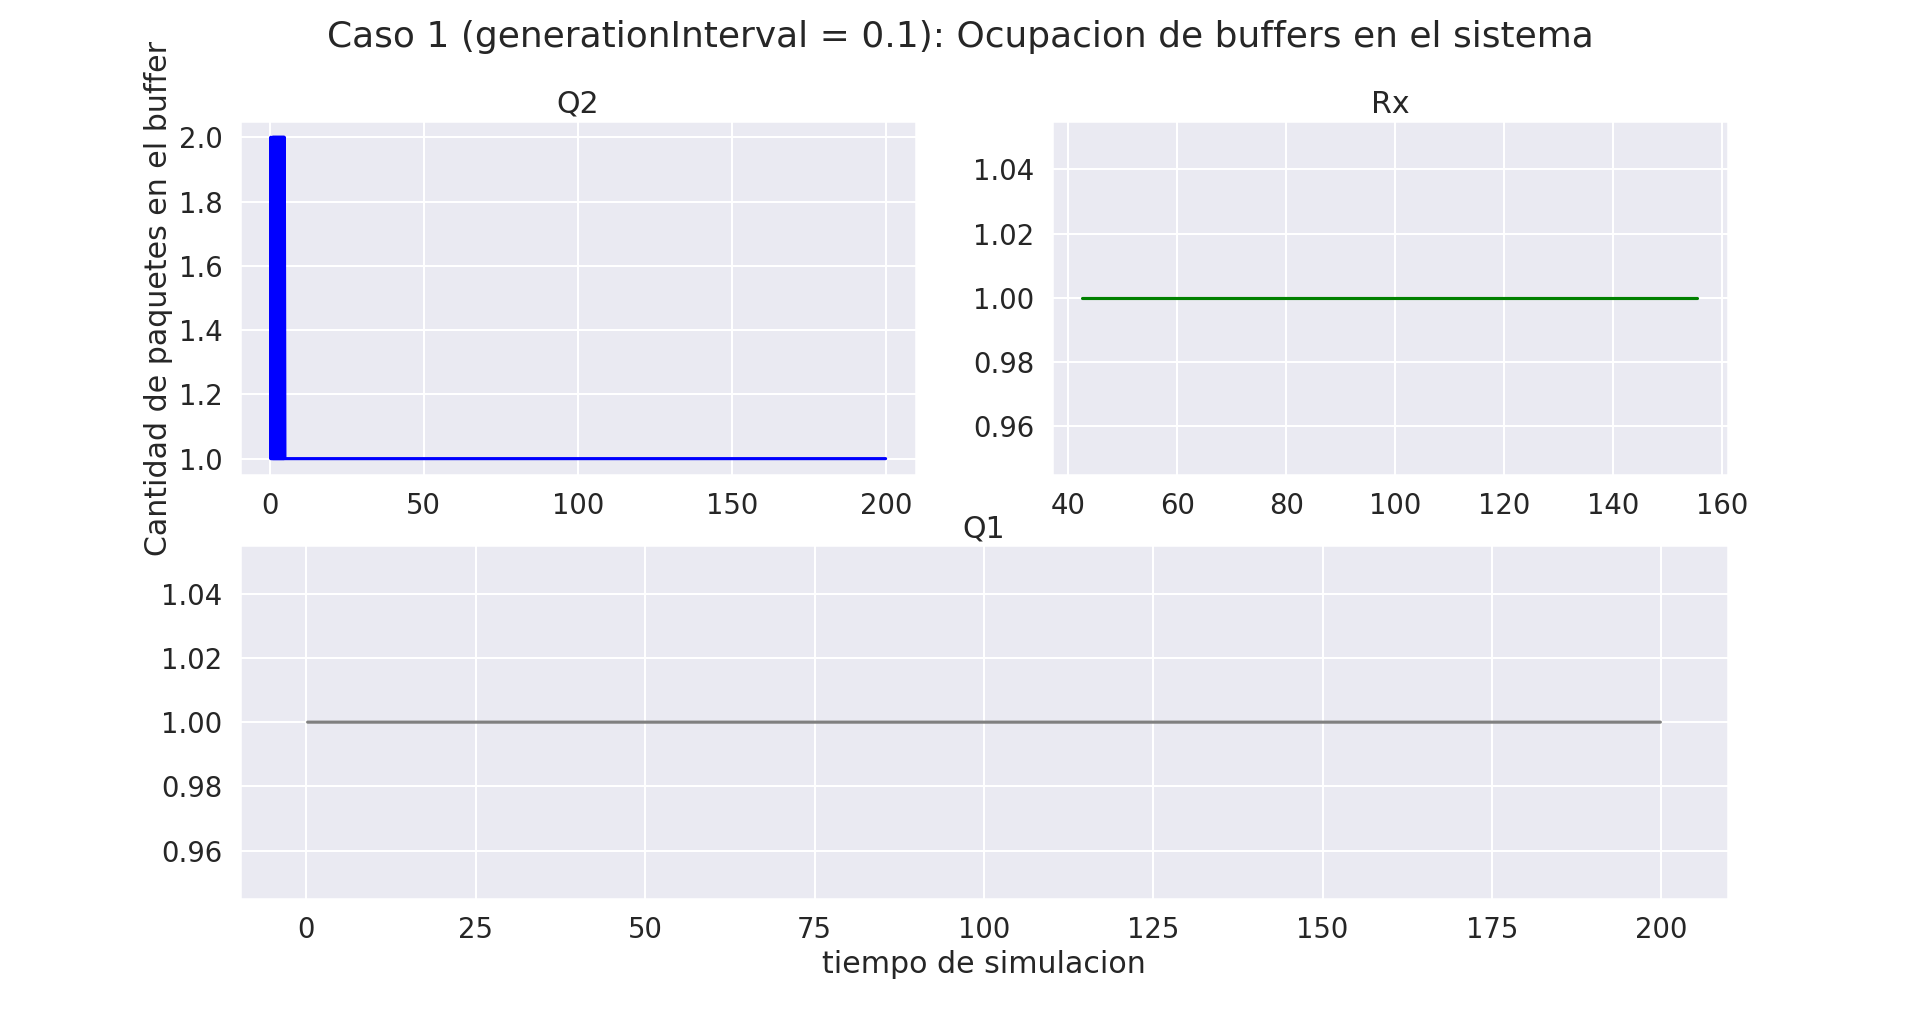 Caso 1 (generationInterval = 0.1): Ocupacion de buffers en el sistema
Cantidad de paquetes en el buffer
Q2
2.0
1.8
1.6
1.4
1.2
1.0
0 50 100 150 200
Rx
1.04
1.02
1.00
0.98
0.96
40 60 80 100 120 140 160
Q1
1.04
1.02
1.00
0.98
0.96
0 25 50 75 100 125 150 175 200
tiempo de simulacion